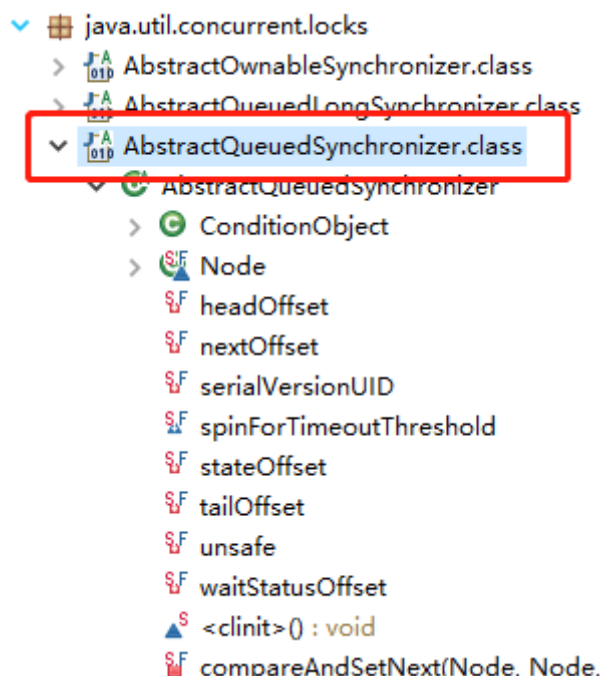 java.util.concurrent.locks
AbstractOwnableSynchronizer.class
AbstractQueuedLongSynchronizer.class
AbstractQueuedSynchronizer.class
AbstractQueuedSynchronizer
ConditionObject
Node
headOffset
nextOffset
serialVersionUID
spinForTimeoutThreshold
stateOffset
tailOffset
unsafe
waitStatusOffset
<clinit>() : void
compareAndSetNext(Node, Node,